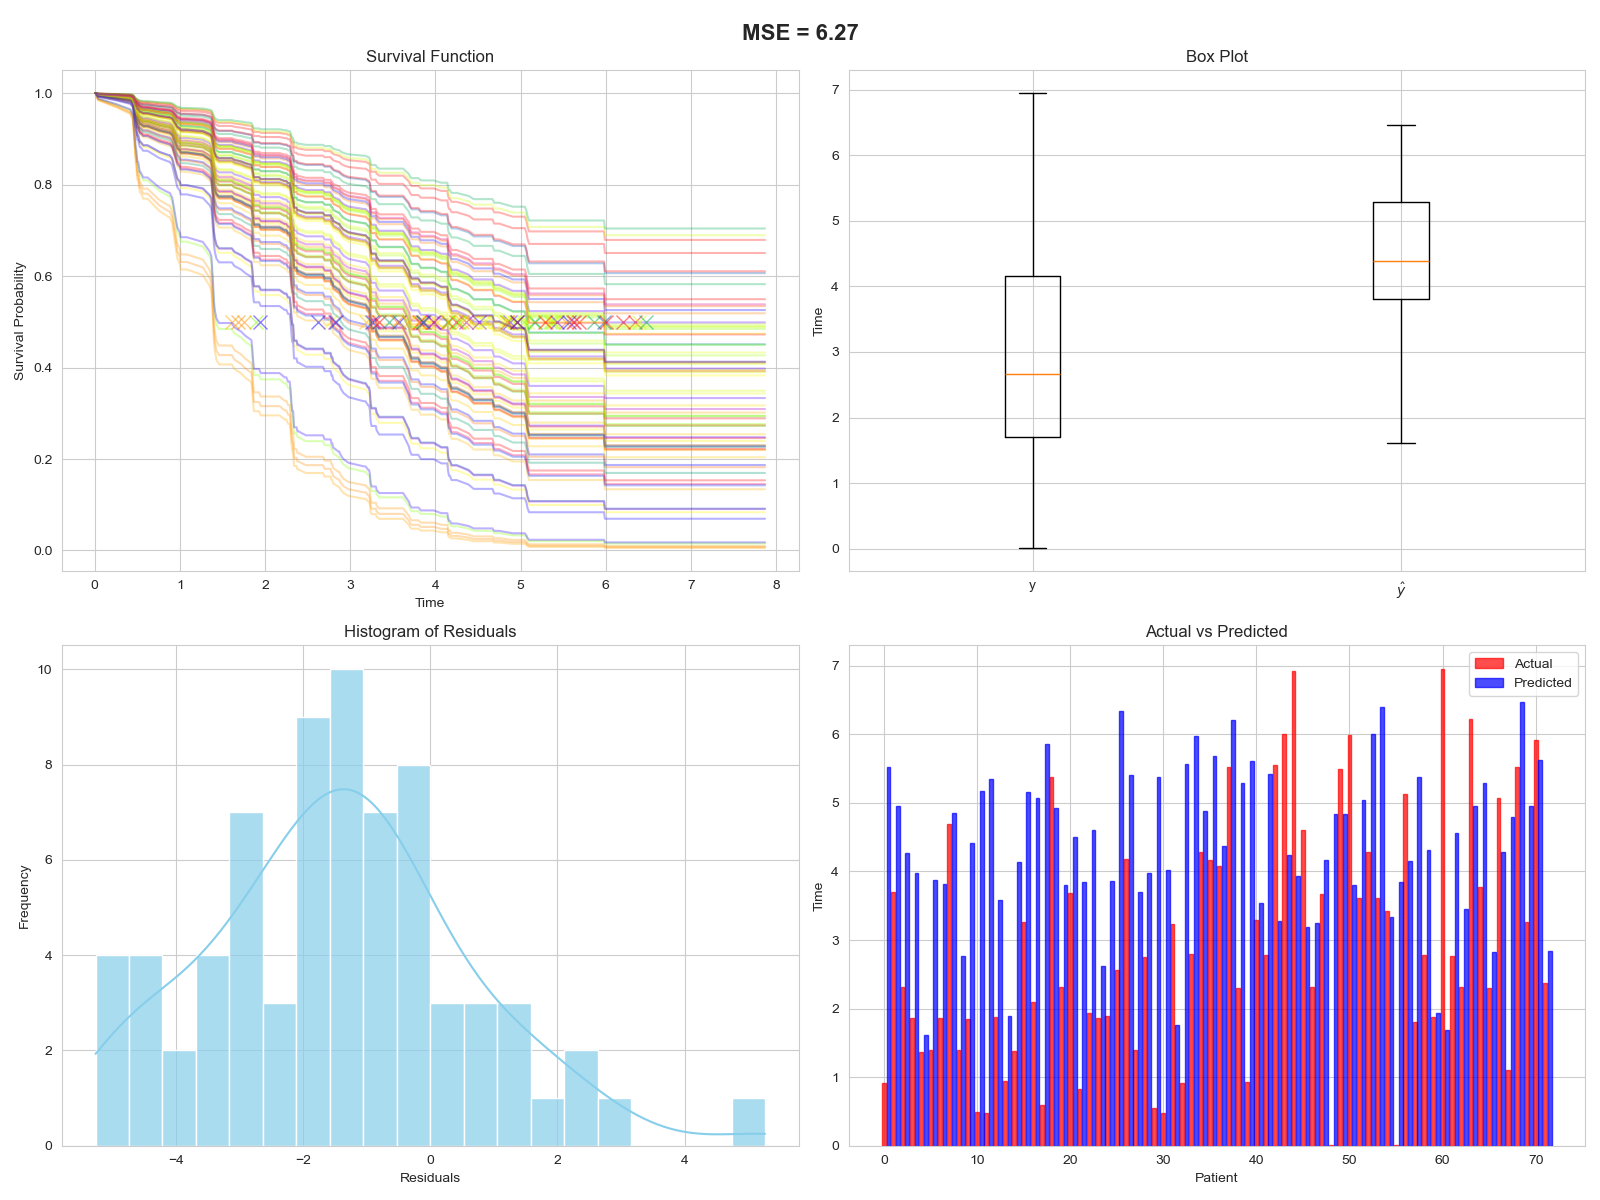 MSE = 6.27
Survival Function
Survival Probability
1.0
0.8
0.6
0.4
0.2
0.0
0 1 2 3 4 5 6 7 8
Time
Box Plot
Time
7
6
5
4
3
2
1
0
y ŷ
Histogram of Residuals
Frequency
10
8
6
4
2
0
−4 −2 0 2 4
Residuals
Actual vs Predicted
Time
7
6
5
4
3
2
1
0
Actual
Predicted
0 10 20 30 40 50 60 70
Patient